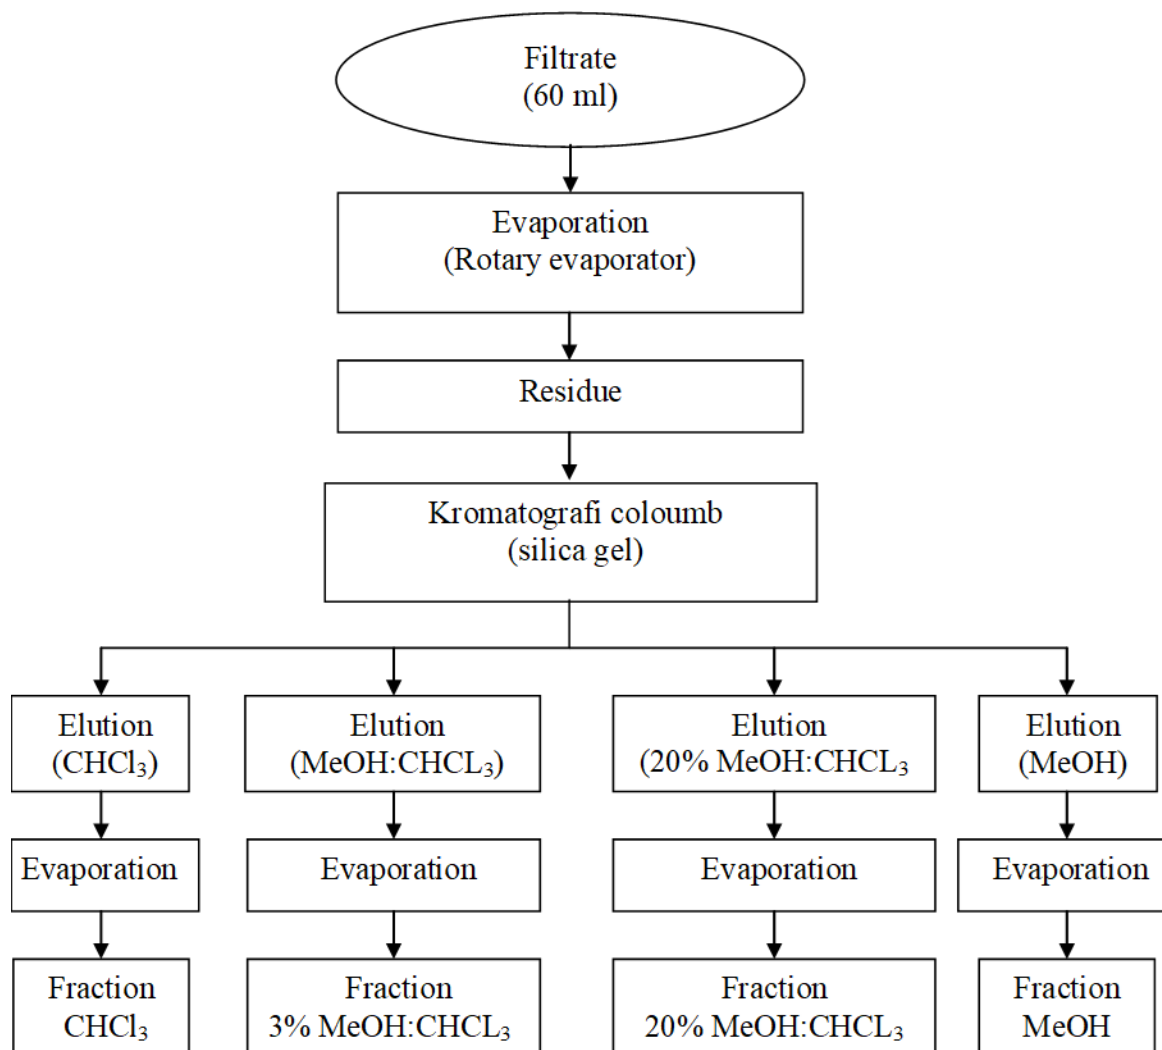 Filtrate
(60 ml)
Evaporation
(Rotary evaporator)
Residue
Kromatografi coloumb
(silica gel)
Elution
(CHCl₃)
Elution
(MeOH:CHCL₃)
Elution
(20% MeOH:CHCL₃
Elution
(MeOH)
Evaporation
Evaporation
Evaporation
Evaporation
Fraction
CHCl₃
Fraction
3% MeOH:CHCL₃
Fraction
20% MeOH:CHCL₃
Fraction
MeOH